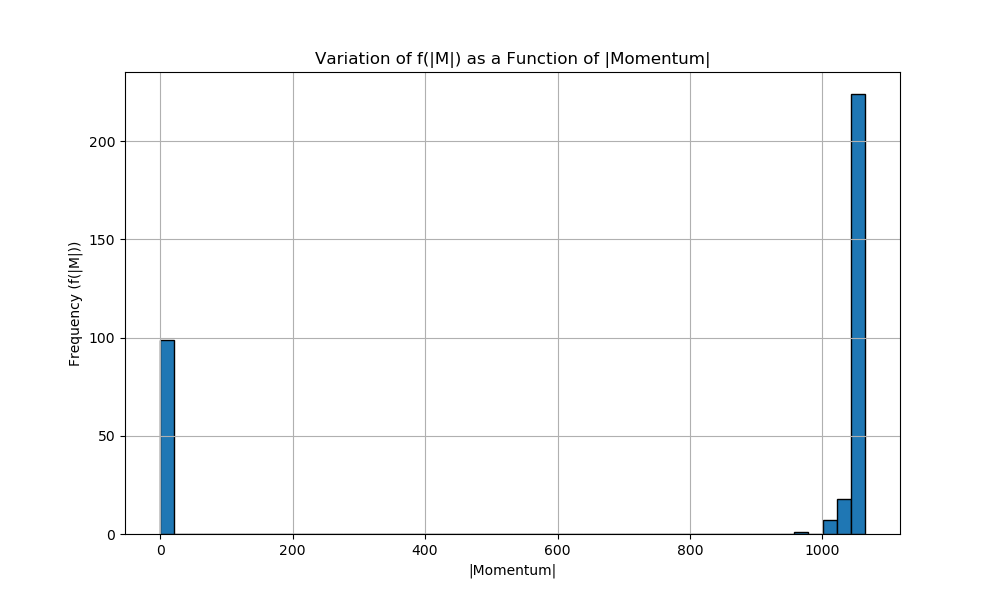 Variation of f(|M|) as a Function of |Momentum|
Frequency (f(|M|))
200
150
100
50
0
0 200 400 600 800 1000
|Momentum|